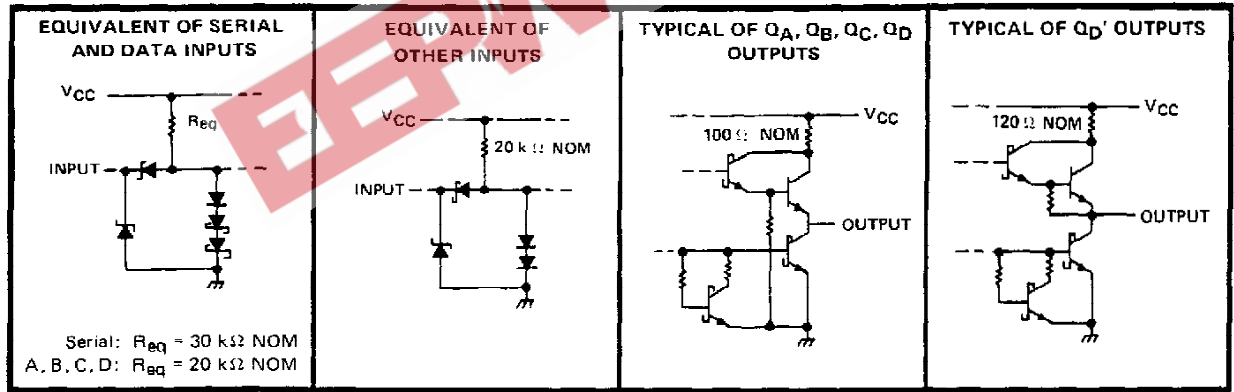 EQUIVALENT OF SERIAL
AND DATA INPUTS
VCC
Req
INPUT
Serial: Req = 30 kΩ NOM
A, B, C, D: Req = 20 kΩ NOM
EQUIVALENT OF
OTHER INPUTS
VCC
20 k Ω NOM
INPUT
TYPICAL OF QA, QB, QC, QD
OUTPUTS
VCC
100 Ω NOM
OUTPUT
TYPICAL OF QD' OUTPUTS
VCC
120 Ω NOM
OUTPUT